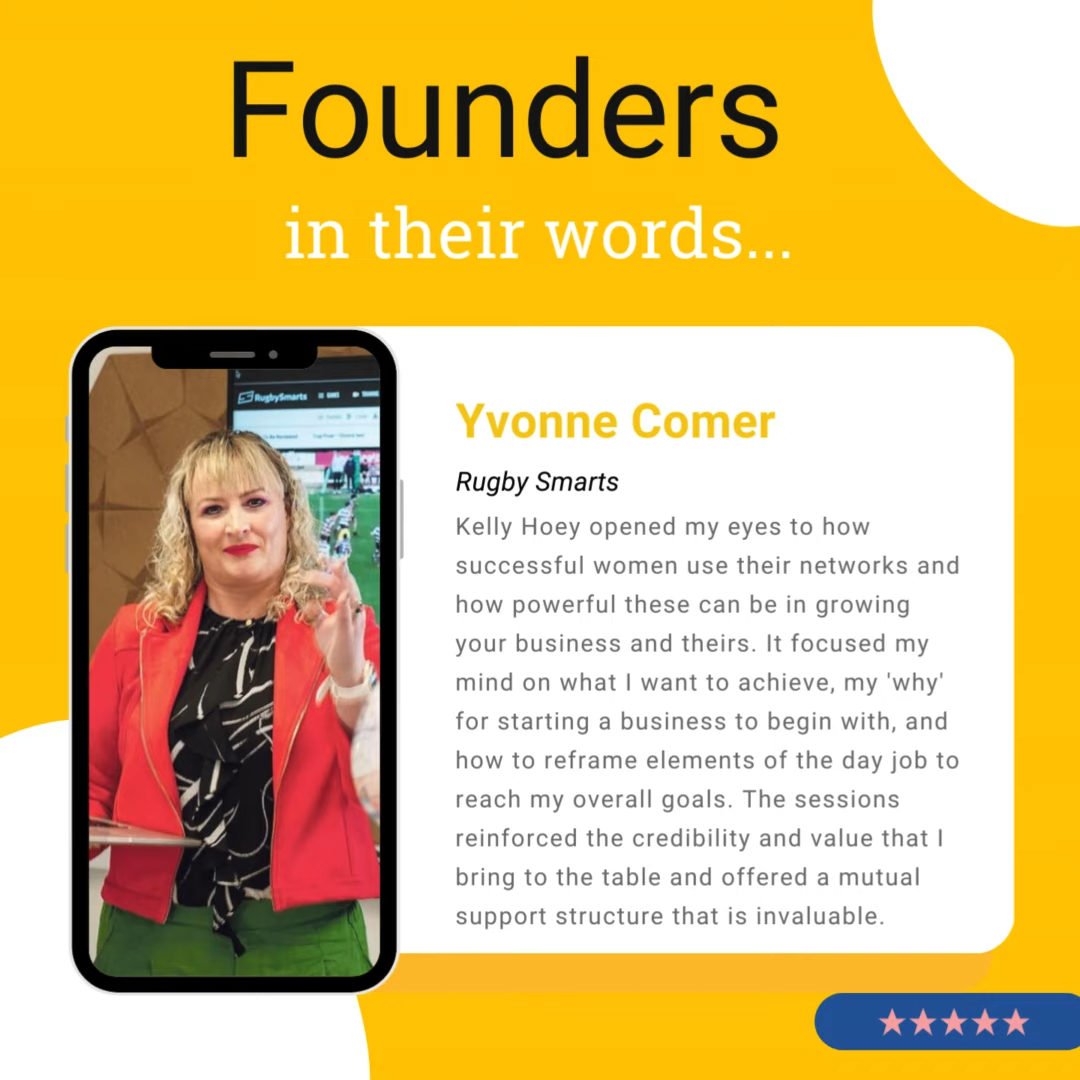 Founders
in their words...
RugbySmarts
Yvonne Comer
Rugby Smarts
Kelly Hoey opened my eyes to how
successful women use their networks and
how powerful these can be in growing
your business and theirs. It focused my
mind on what I want to achieve, my 'why'
for starting a business to begin with, and
how to reframe elements of the day job to
reach my overall goals. The sessions
reinforced the credibility and value that I
bring to the table and offered a mutual
support structure that is invaluable.